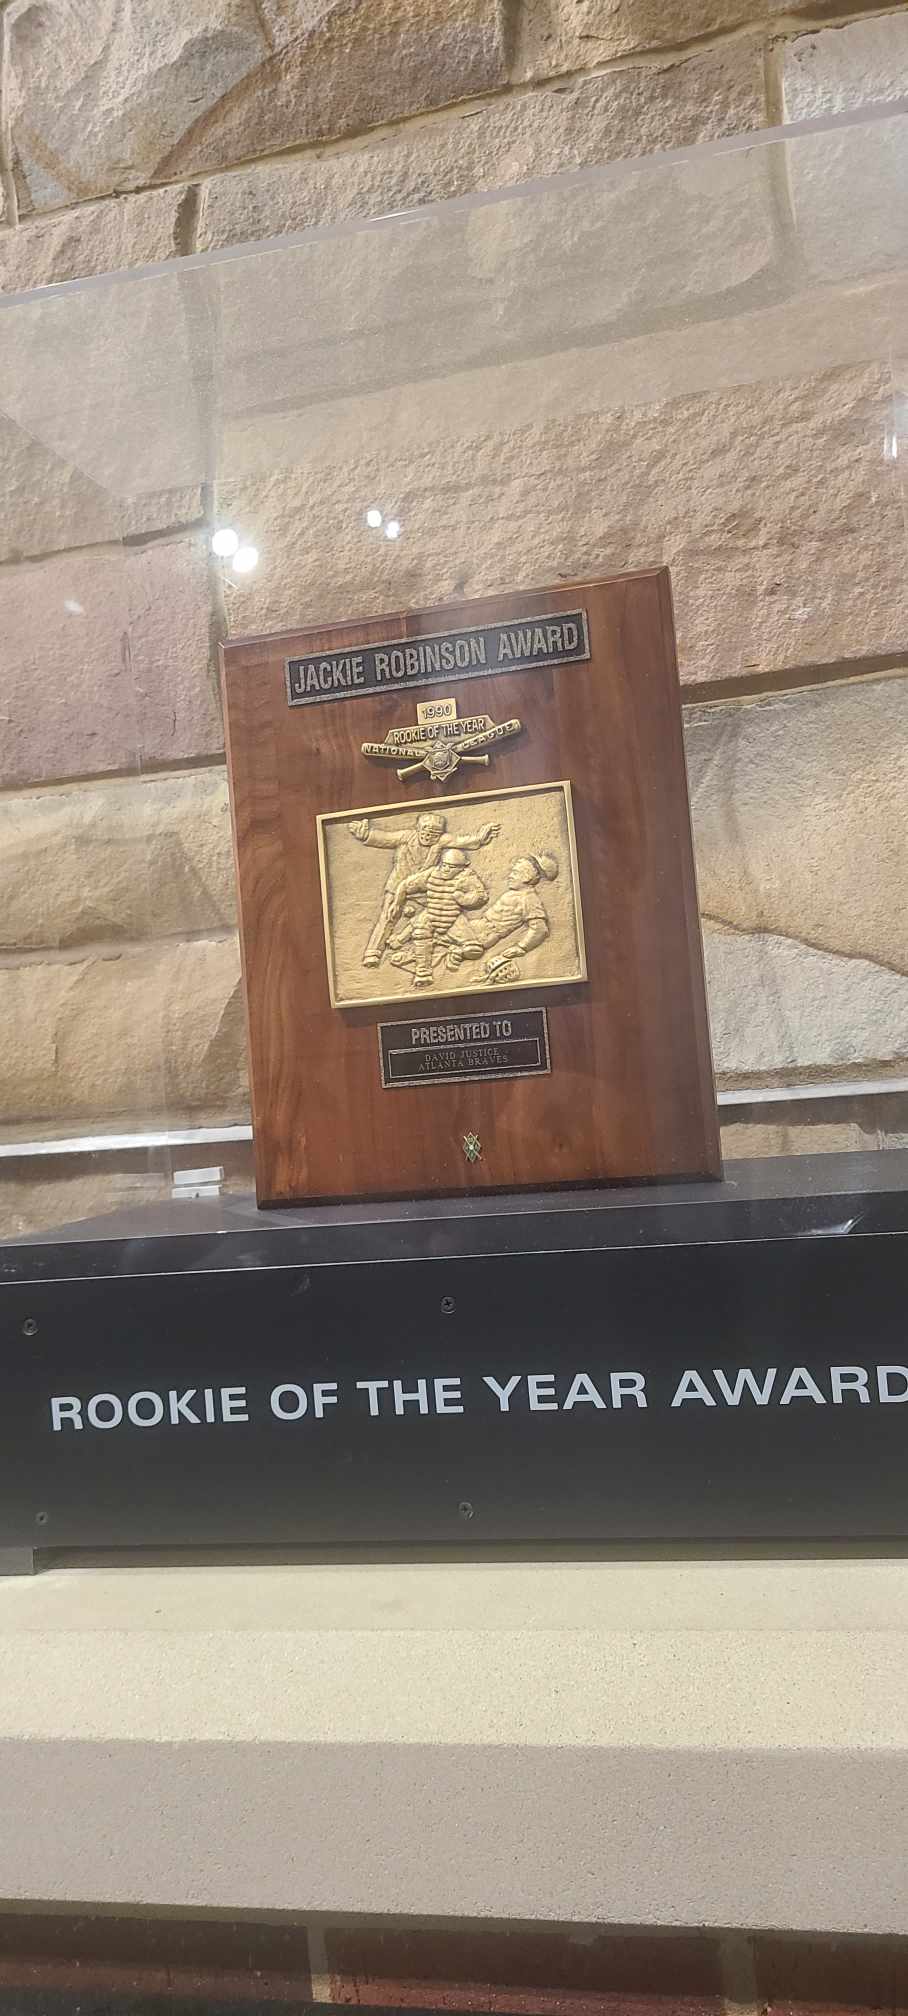 JACKIE ROBINSON AWARD
1990
ROOKIE OF THE YEAR
NATIONAL LEAGUE
PRESENTED TO
DAVID JUSTICE
ATLANTA BRAVES
ROOKIE OF THE YEAR AWARD